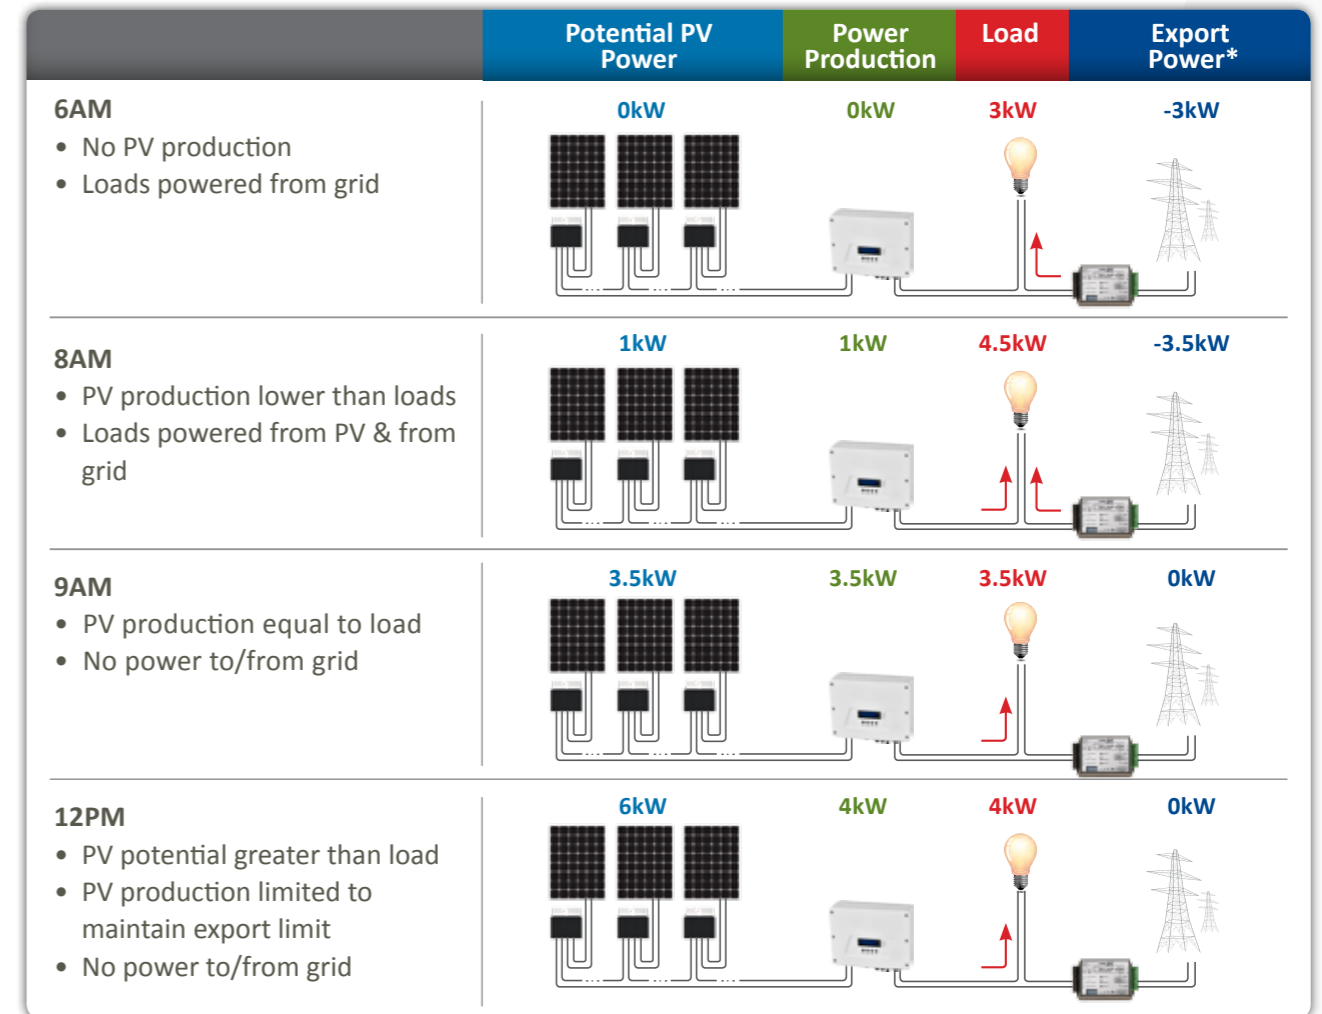 Potential PV
Power
Power
Production
Load
Export
Power*
6AM
• No PV production
• Loads powered from grid
0kW
0kW
3kW
-3kW
8AM
• PV production lower than loads
• Loads powered from PV & from
grid
1kW
1kW
4.5kW
-3.5kW
9AM
• PV production equal to load
• No power to/from grid
3.5kW
3.5kW
3.5kW
0kW
12PM
• PV potential greater than load
• PV production limited to
maintain export limit
• No power to/from grid
6kW
4kW
4kW
0kW